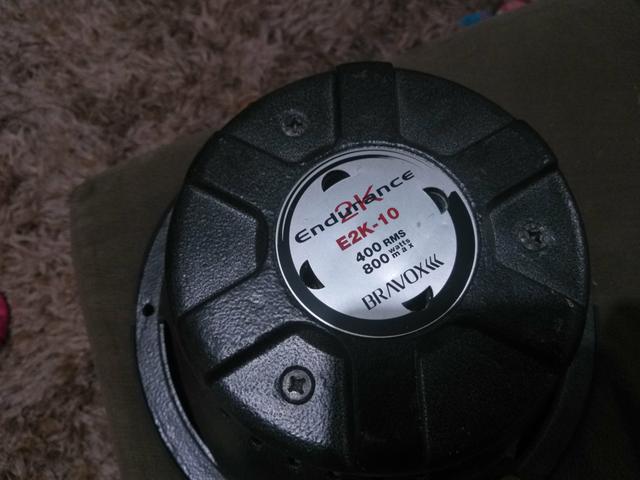 2K
Endurance
E2K-10
400 RMS
800 watts max
BRAVOX